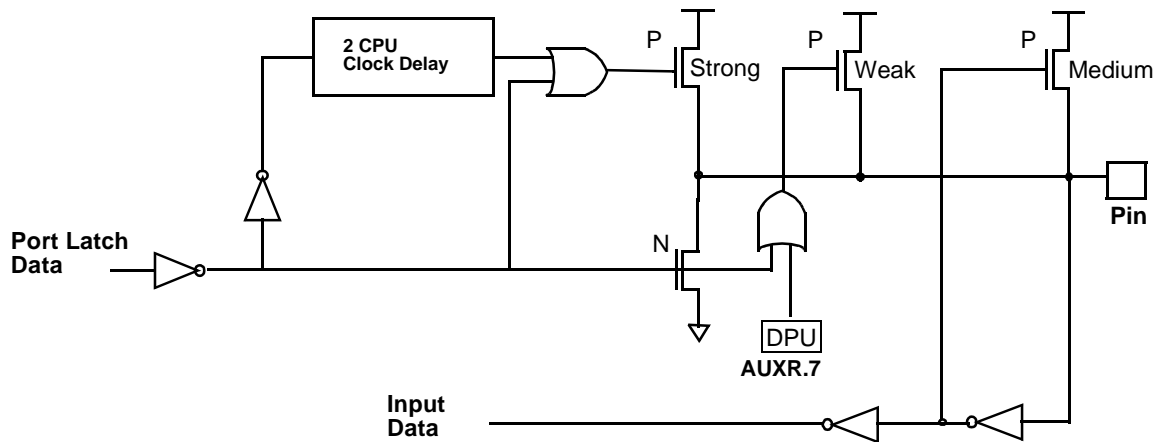 2 CPU
Clock Delay
P
Strong
P
Weak
P
Medium
Pin
Port Latch
Data
N
DPU
AUXR.7
Input
Data